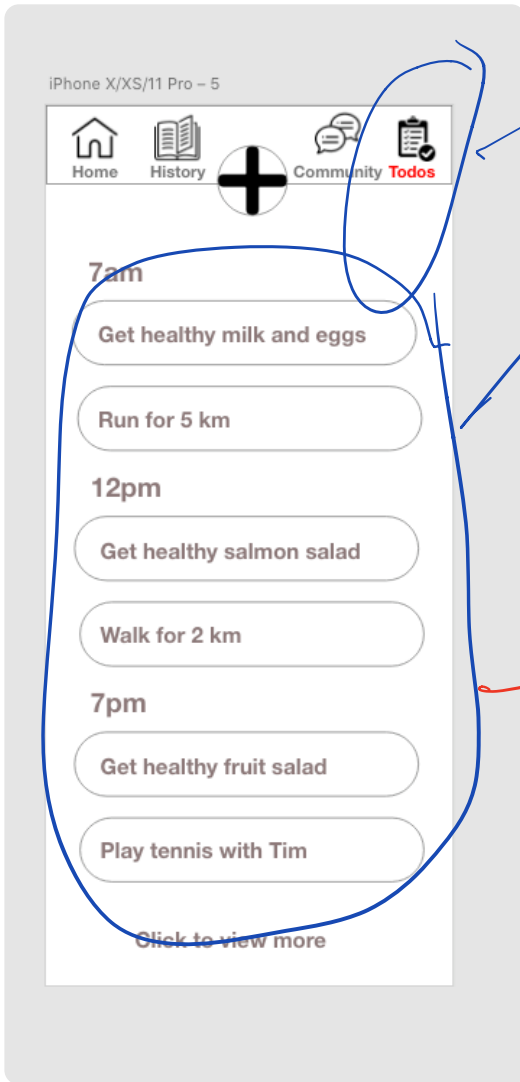 iPhone X/XS/11 Pro – 5
Home History Community Todos
7am
Get healthy milk and eggs
Run for 5 km
12pm
Get healthy salmon salad
Walk for 2 km
7pm
Get healthy fruit salad
Play tennis with Tim
Click to view more